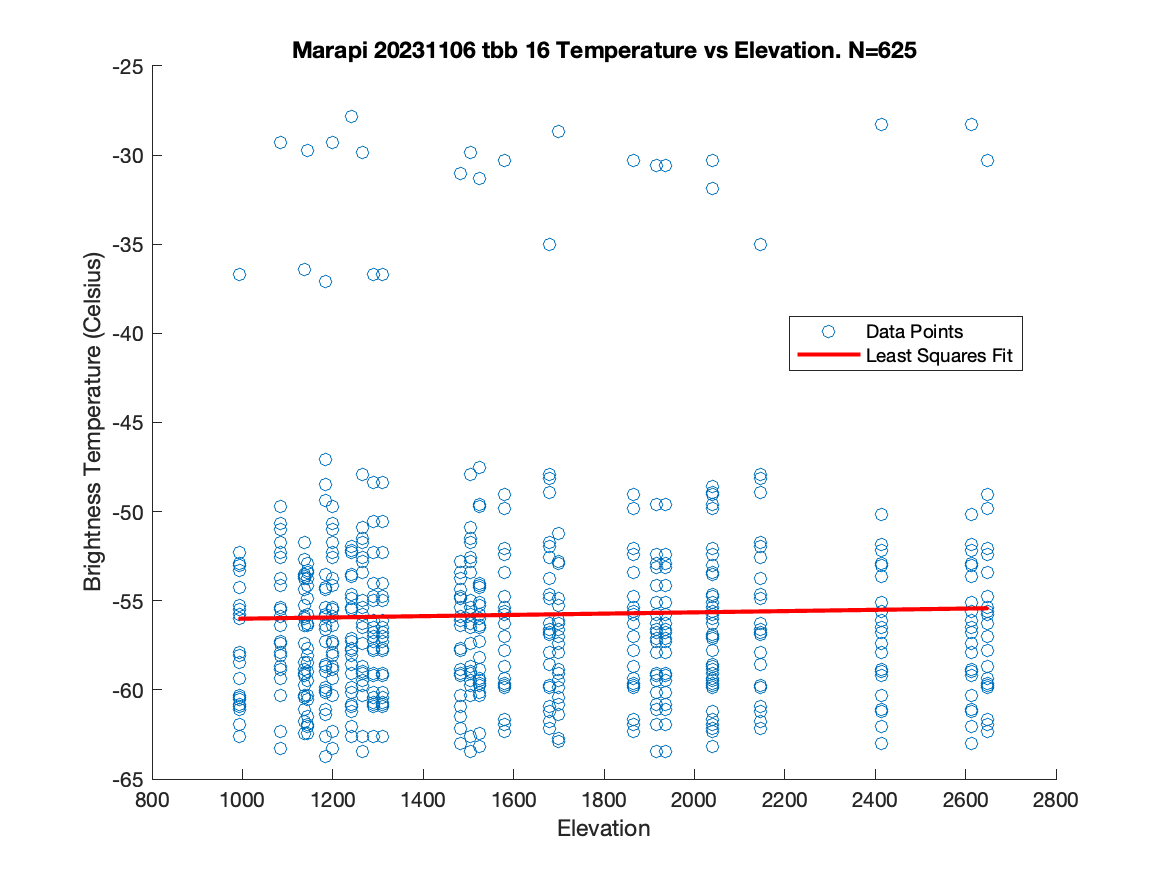 Marapi 20231106 tbb 16 Temperature vs Elevation. N=625
-25
-30
-35
-40
-45
-50
-55
-60
-65
Brightness Temperature (Celsius)
Data Points
Least Squares Fit
800 1000 1200 1400 1600 1800 2000 2200 2400 2600 2800
Elevation